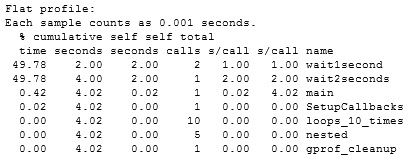 Flat profile:
Each sample counts as 0.001 seconds.
% cumulative self self total
time seconds seconds calls s/call s/call name
49.78 2.00 2.00 2 1.00 1.00 wait1second
49.78 4.00 2.00 1 2.00 2.00 wait2seconds
0.42 4.02 0.02 1 0.02 4.02 main
0.02 4.02 0.00 1 0.00 0.00 SetupCallbacks
0.00 4.02 0.00 10 0.00 0.00 loops_10_times
0.00 4.02 0.00 5 0.00 0.00 nested
0.00 4.02 0.00 1 0.00 0.00 gprof_cleanup